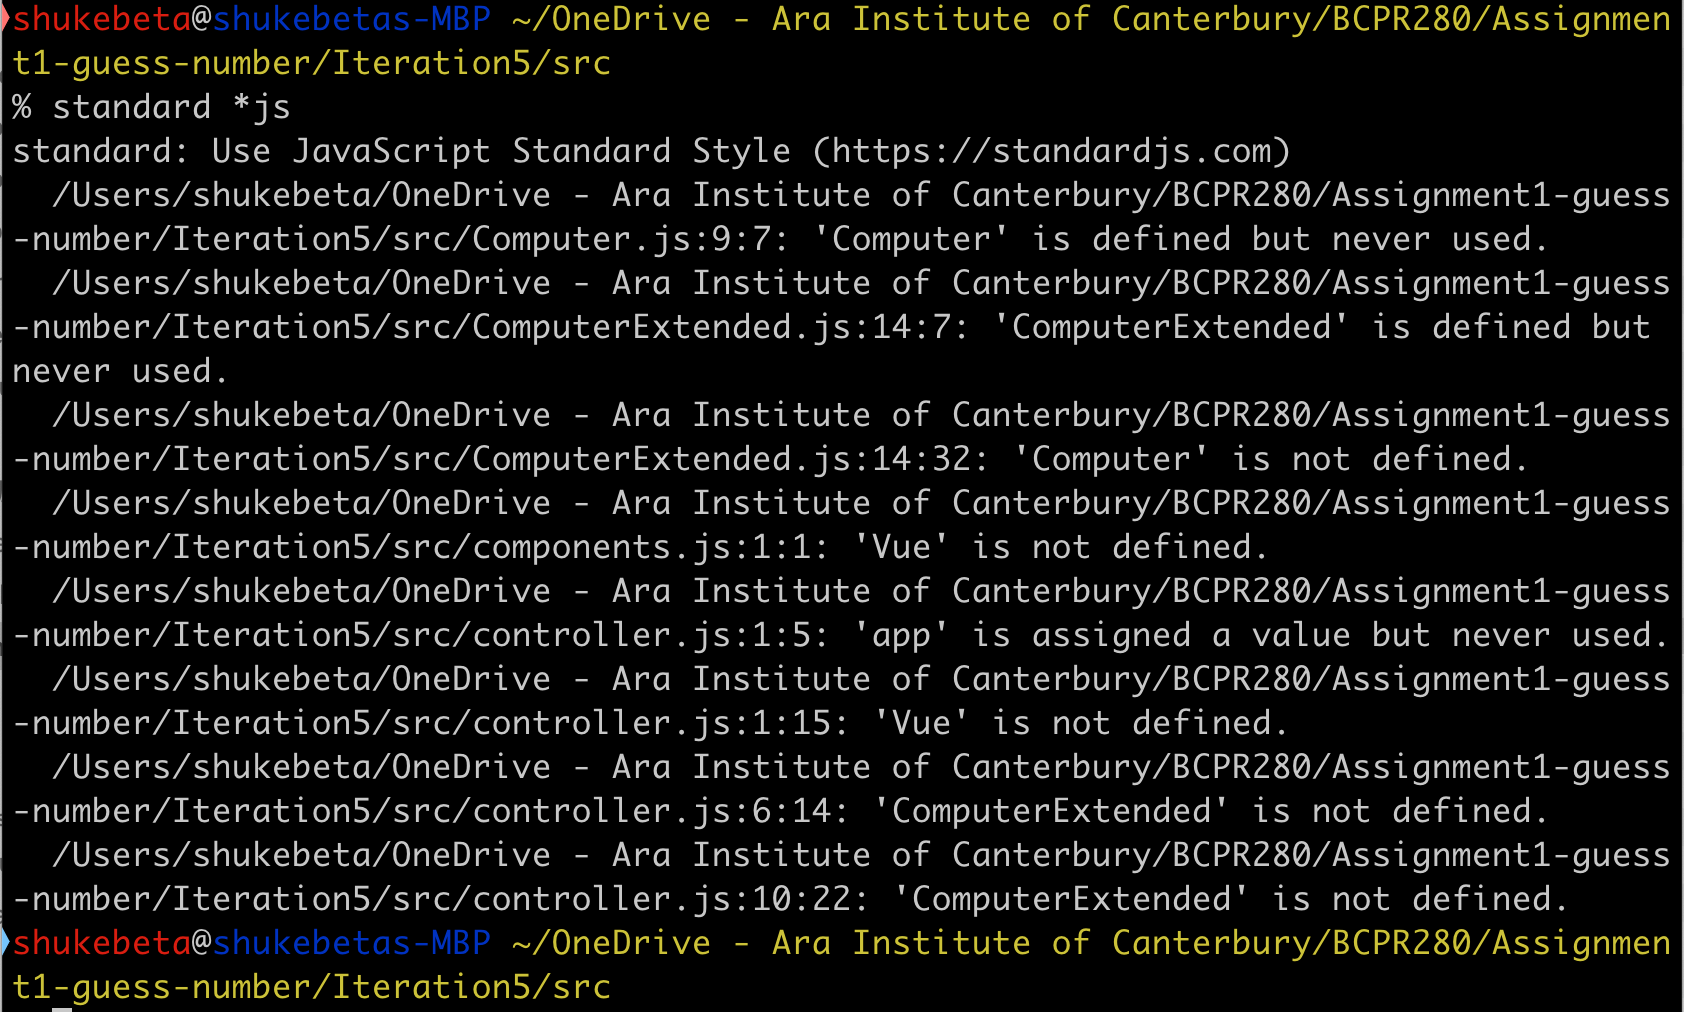 shukebeta@shukebetas-MBP ~/OneDrive - Ara Institute of Canterbury/BCPR280/Assignmen
t1-guess-number/Iteration5/src
% standard *js
standard: Use JavaScript Standard Style (https://standardjs.com)
  /Users/shukebeta/OneDrive - Ara Institute of Canterbury/BCPR280/Assignment1-guess
-number/Iteration5/src/Computer.js:9:7: 'Computer' is defined but never used.
  /Users/shukebeta/OneDrive - Ara Institute of Canterbury/BCPR280/Assignment1-guess
-number/Iteration5/src/ComputerExtended.js:14:7: 'ComputerExtended' is defined but
never used.
  /Users/shukebeta/OneDrive - Ara Institute of Canterbury/BCPR280/Assignment1-guess
-number/Iteration5/src/ComputerExtended.js:14:32: 'Computer' is not defined.
  /Users/shukebeta/OneDrive - Ara Institute of Canterbury/BCPR280/Assignment1-guess
-number/Iteration5/src/components.js:1:1: 'Vue' is not defined.
  /Users/shukebeta/OneDrive - Ara Institute of Canterbury/BCPR280/Assignment1-guess
-number/Iteration5/src/controller.js:1:5: 'app' is assigned a value but never used.
  /Users/shukebeta/OneDrive - Ara Institute of Canterbury/BCPR280/Assignment1-guess
-number/Iteration5/src/controller.js:1:15: 'Vue' is not defined.
  /Users/shukebeta/OneDrive - Ara Institute of Canterbury/BCPR280/Assignment1-guess
-number/Iteration5/src/controller.js:6:14: 'ComputerExtended' is not defined.
  /Users/shukebeta/OneDrive - Ara Institute of Canterbury/BCPR280/Assignment1-guess
-number/Iteration5/src/controller.js:10:22: 'ComputerExtended' is not defined.
shukebeta@shukebetas-MBP ~/OneDrive - Ara Institute of Canterbury/BCPR280/Assignmen
t1-guess-number/Iteration5/src